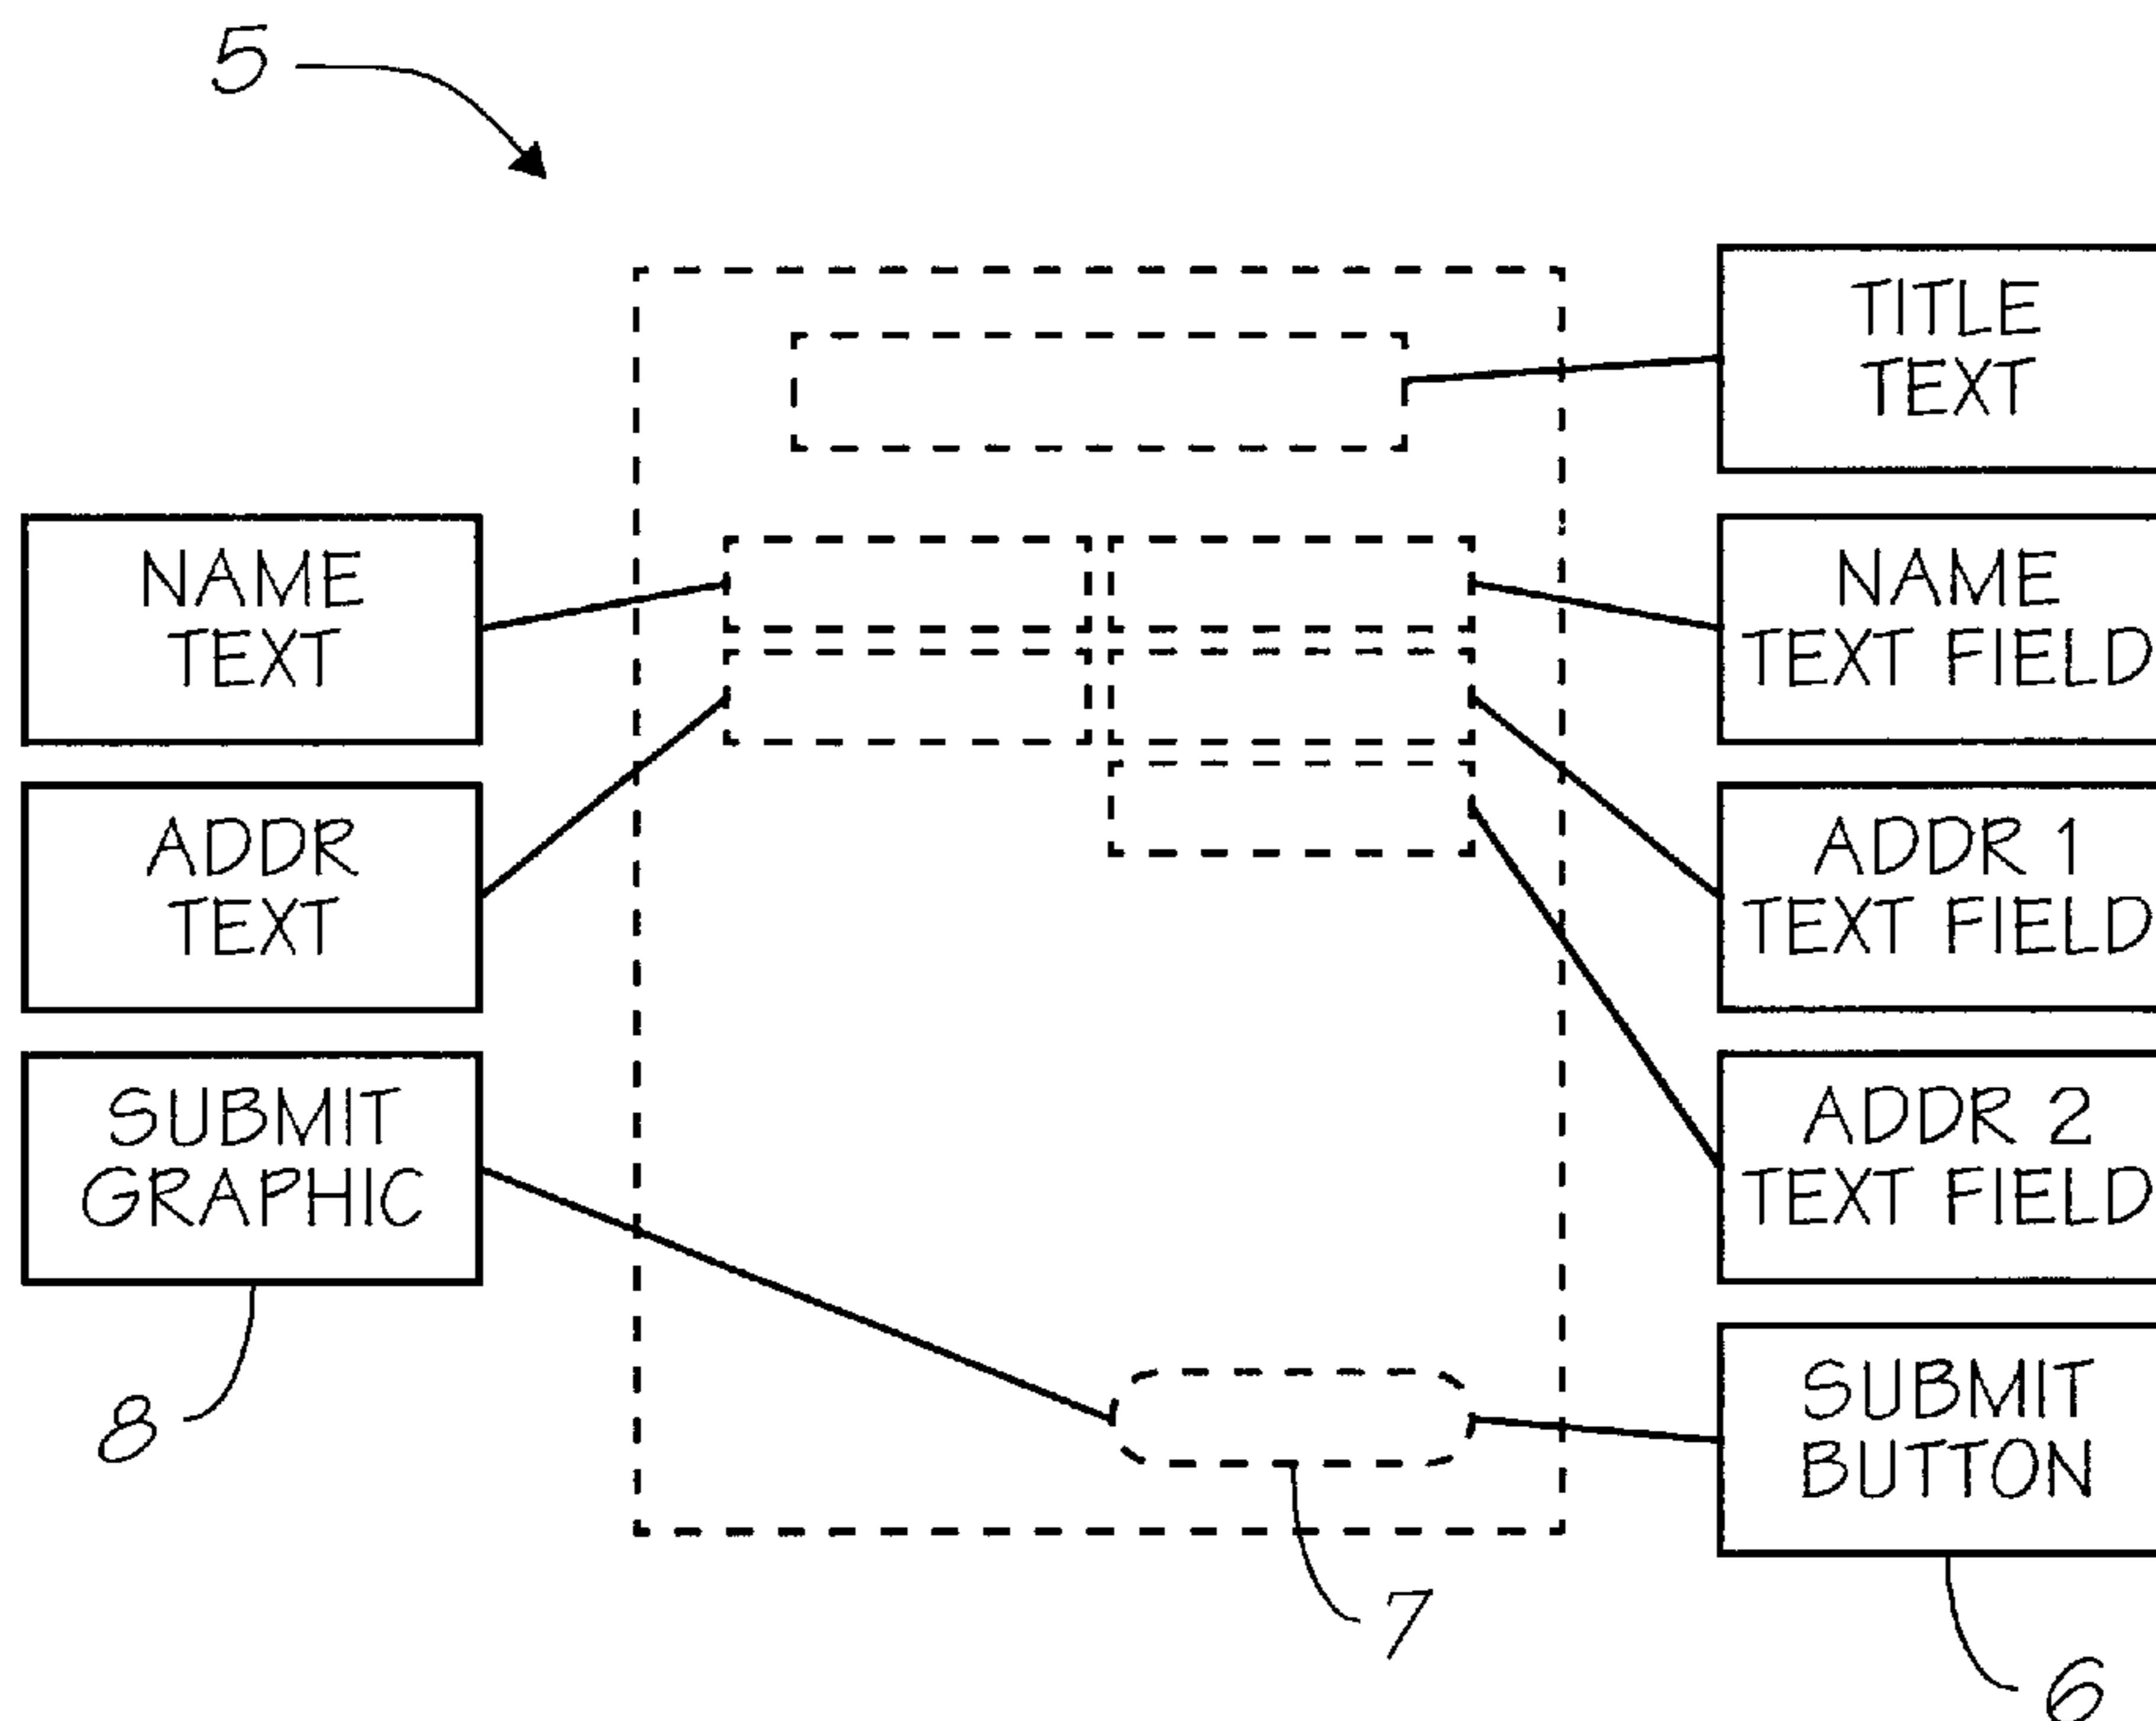 5
TITLE
TEXT
NAME
TEXT
NAME
TEXT FIELD
ADDR
TEXT
ADDR 1
TEXT FIELD
SUBMIT
GRAPHIC
ADDR 2
TEXT FIELD
SUBMIT
BUTTON
8
7
6